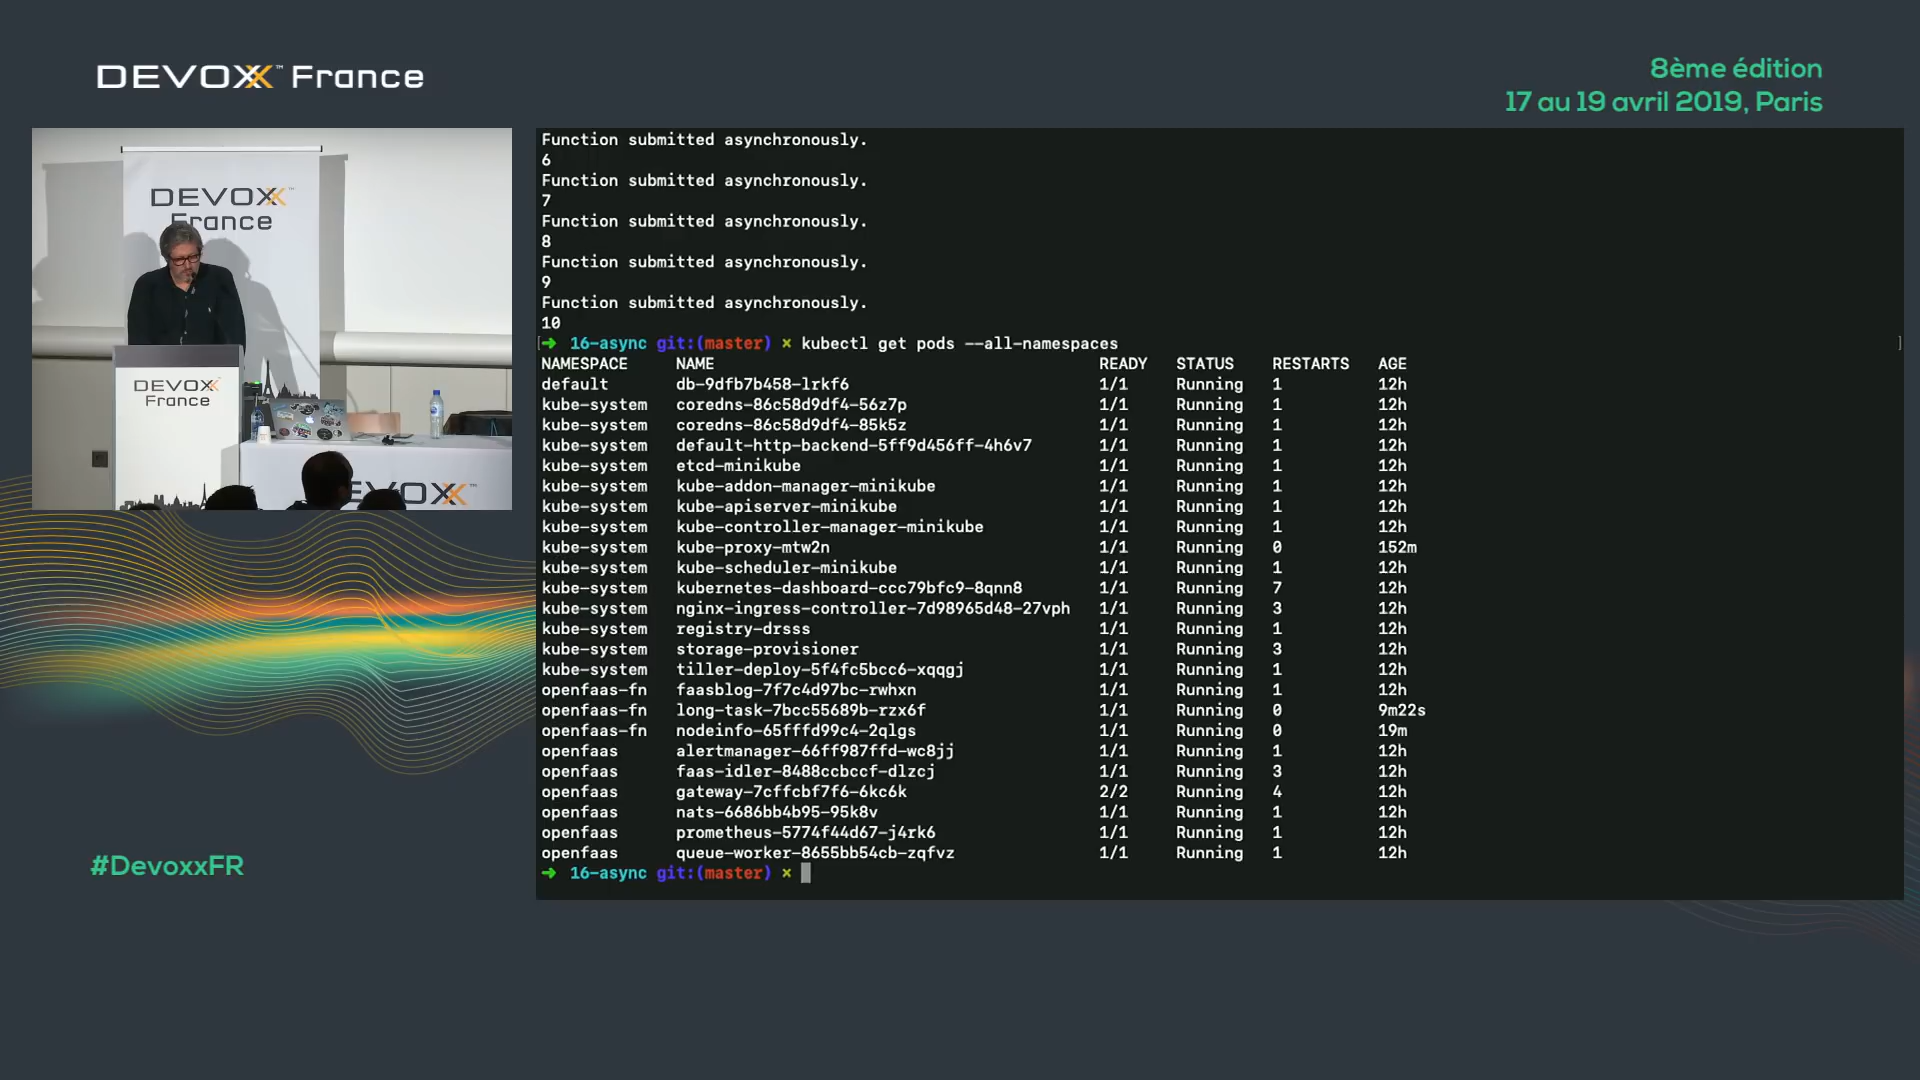 DEVOXX™ France
8ème édition
17 au 19 avril 2019, Paris
DEVOXX™
France
DEVOXX™
France
EVOXX™
#DevoxxFR
Function submitted asynchronously.
6
Function submitted asynchronously.
7
Function submitted asynchronously.
8
Function submitted asynchronously.
9
Function submitted asynchronously.
10
[➜ 16-async git:(master) × kubectl get pods --all-namespaces ]
NAMESPACE NAME READY STATUS RESTARTS AGE
default db-9dfb7b458-lrkf6 1/1 Running 1 12h
kube-system coredns-86c58d9df4-56z7p 1/1 Running 1 12h
kube-system coredns-86c58d9df4-85k5z 1/1 Running 1 12h
kube-system default-http-backend-5ff9d456ff-4h6v7 1/1 Running 1 12h
kube-system etcd-minikube 1/1 Running 1 12h
kube-system kube-addon-manager-minikube 1/1 Running 1 12h
kube-system kube-apiserver-minikube 1/1 Running 1 12h
kube-system kube-controller-manager-minikube 1/1 Running 1 12h
kube-system kube-proxy-mtw2n 1/1 Running 0 152m
kube-system kube-scheduler-minikube 1/1 Running 1 12h
kube-system kubernetes-dashboard-ccc79bfc9-8qnn8 1/1 Running 7 12h
kube-system nginx-ingress-controller-7d98965d48-27vph 1/1 Running 3 12h
kube-system registry-drsss 1/1 Running 1 12h
kube-system storage-provisioner 1/1 Running 3 12h
kube-system tiller-deploy-5f4fc5bcc6-xqqgj 1/1 Running 1 12h
openfaas-fn faasblog-7f7c4d97bc-rwhxn 1/1 Running 1 12h
openfaas-fn long-task-7bcc55689b-rzx6f 1/1 Running 0 9m22s
openfaas-fn nodeinfo-65fffd99c4-2qlgs 1/1 Running 0 19m
openfaas alertmanager-66ff987ffd-wc8jj 1/1 Running 1 12h
openfaas faas-idler-8488ccbccf-dlzcj 1/1 Running 3 12h
openfaas gateway-7cffcbf7f6-6kc6k 2/2 Running 4 12h
openfaas nats-6686bb4b95-95k8v 1/1 Running 1 12h
openfaas prometheus-5774f44d67-j4rk6 1/1 Running 1 12h
openfaas queue-worker-8655bb54cb-zqfvz 1/1 Running 1 12h
➜ 16-async git:(master) ×